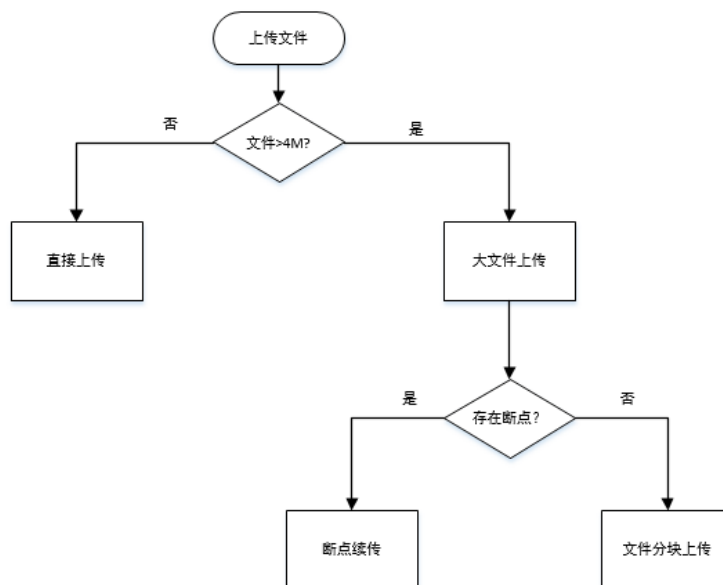 上传文件
否
是
文件>4M?
直接上传
大文件上传
是
否
存在断点?
断点续传
文件分块上传